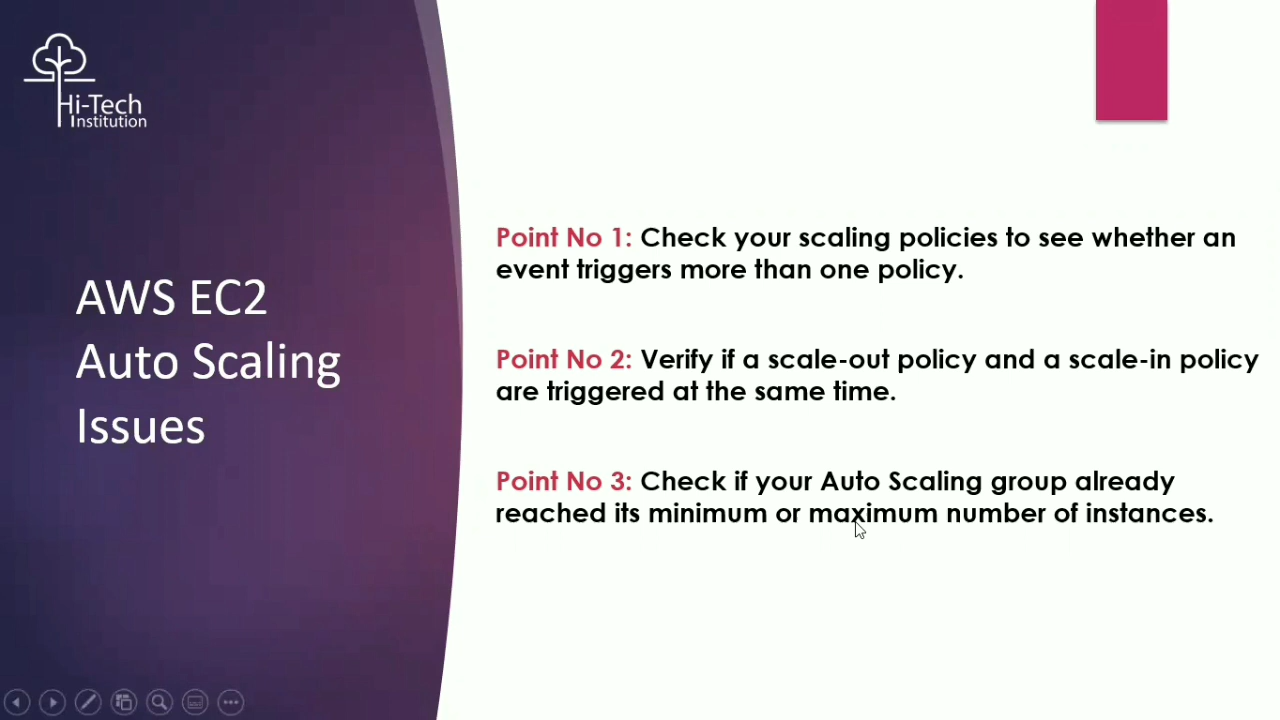 Hi-Tech
Institution
AWS EC2
Auto Scaling
Issues
Point No 1: Check your scaling policies to see whether an
event triggers more than one policy.
Point No 2: Verify if a scale-out policy and a scale-in policy
are triggered at the same time.
Point No 3: Check if your Auto Scaling group already
reached its minimum or maximum number of instances.